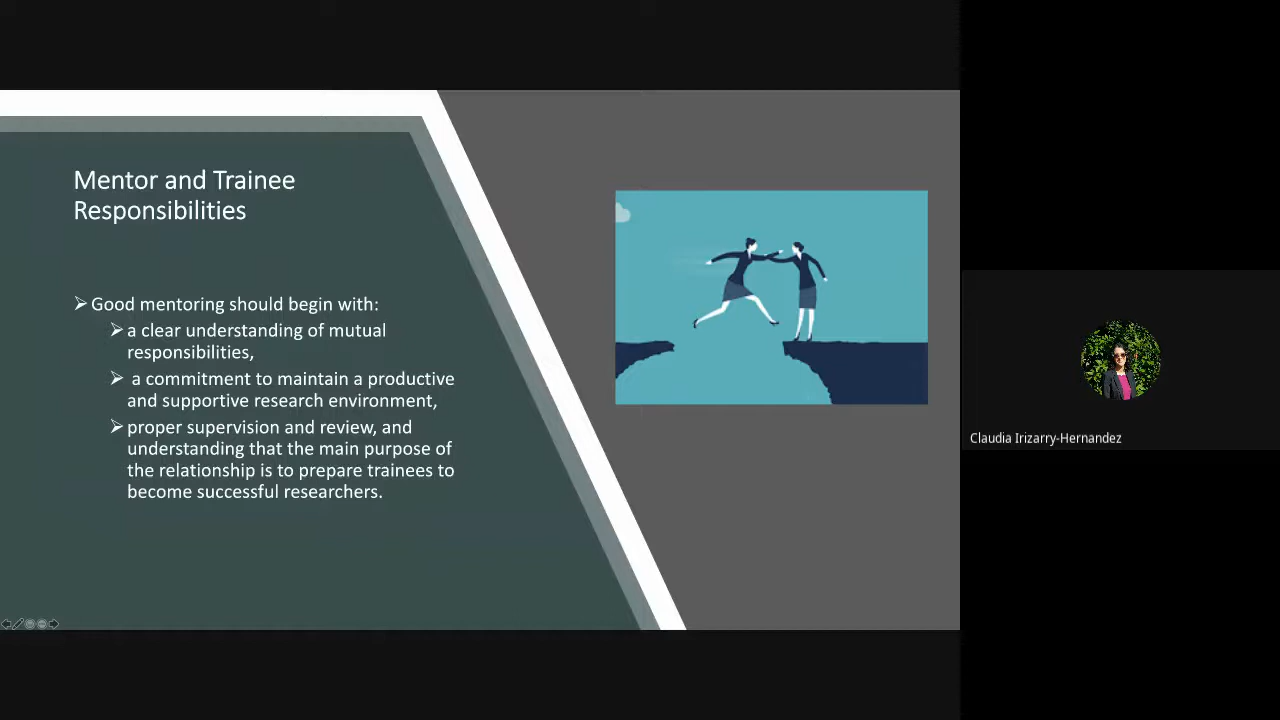 Mentor and Trainee
Responsibilities
Good mentoring should begin with:
a clear understanding of mutual
responsibilities,
a commitment to maintain a productive
and supportive research environment,
proper supervision and review, and
understanding that the main purpose of
the relationship is to prepare trainees to
become successful researchers.
Claudia Irizarry-Hernandez